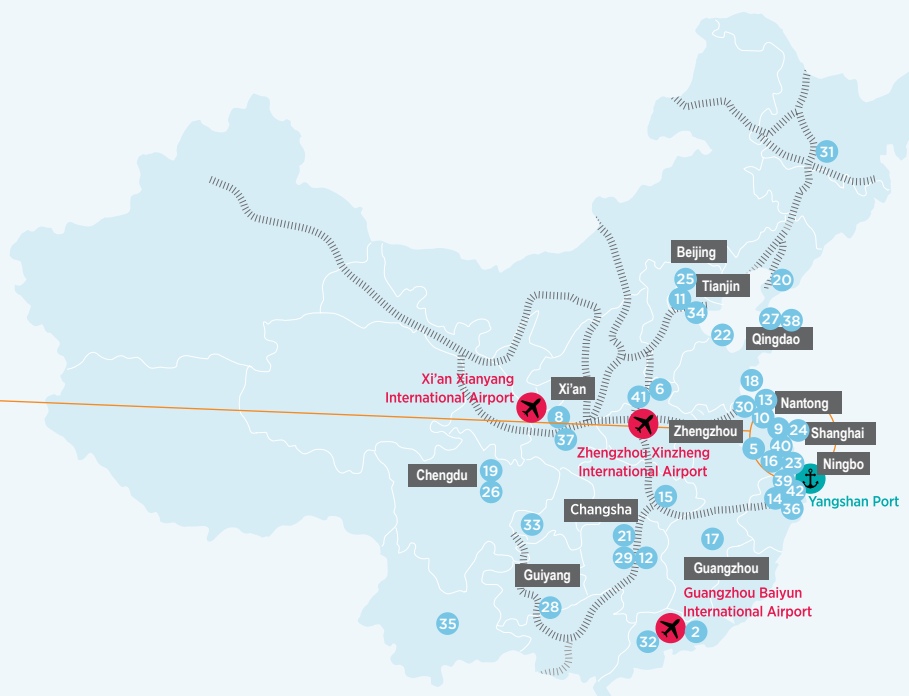 31
Beijing
25
Tianjin
20
11
34
27
38
22
Qingdao
Xi'an Xianyang
International Airport
Xi'an
18
6
41
13
Nantong
30
10
8
9
24
Shanghai
Zhengzhou
37
40
5
Zhengzhou Xinzheng
International Airport
16
23
Ningbo
Chengdu
19
26
39
42
14
36
Yangshan Port
15
Changsha
33
21
17
29
12
Guiyang
Guangzhou
Guangzhou Baiyun
International Airport
28
35
32
2